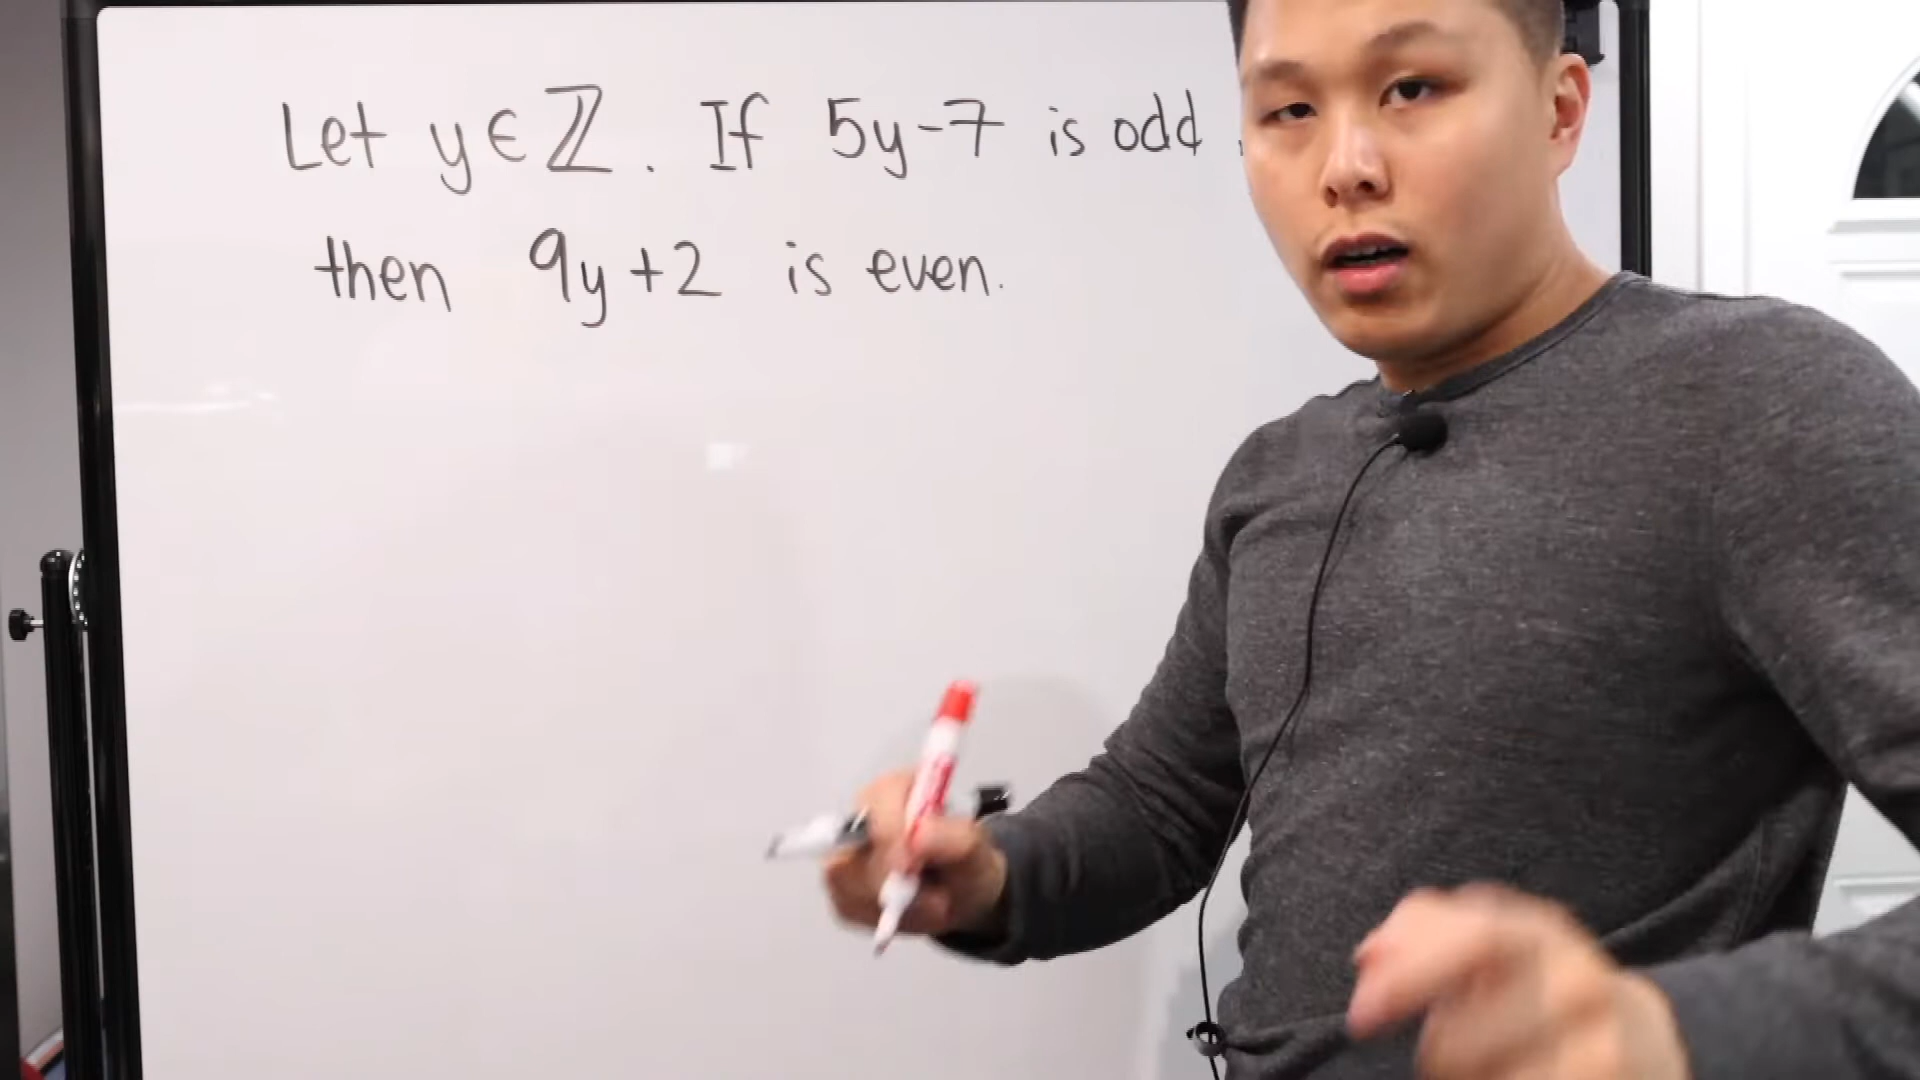 Let y ∈ ℤ. If 5y-7 is odd,
then 9y+2 is even.